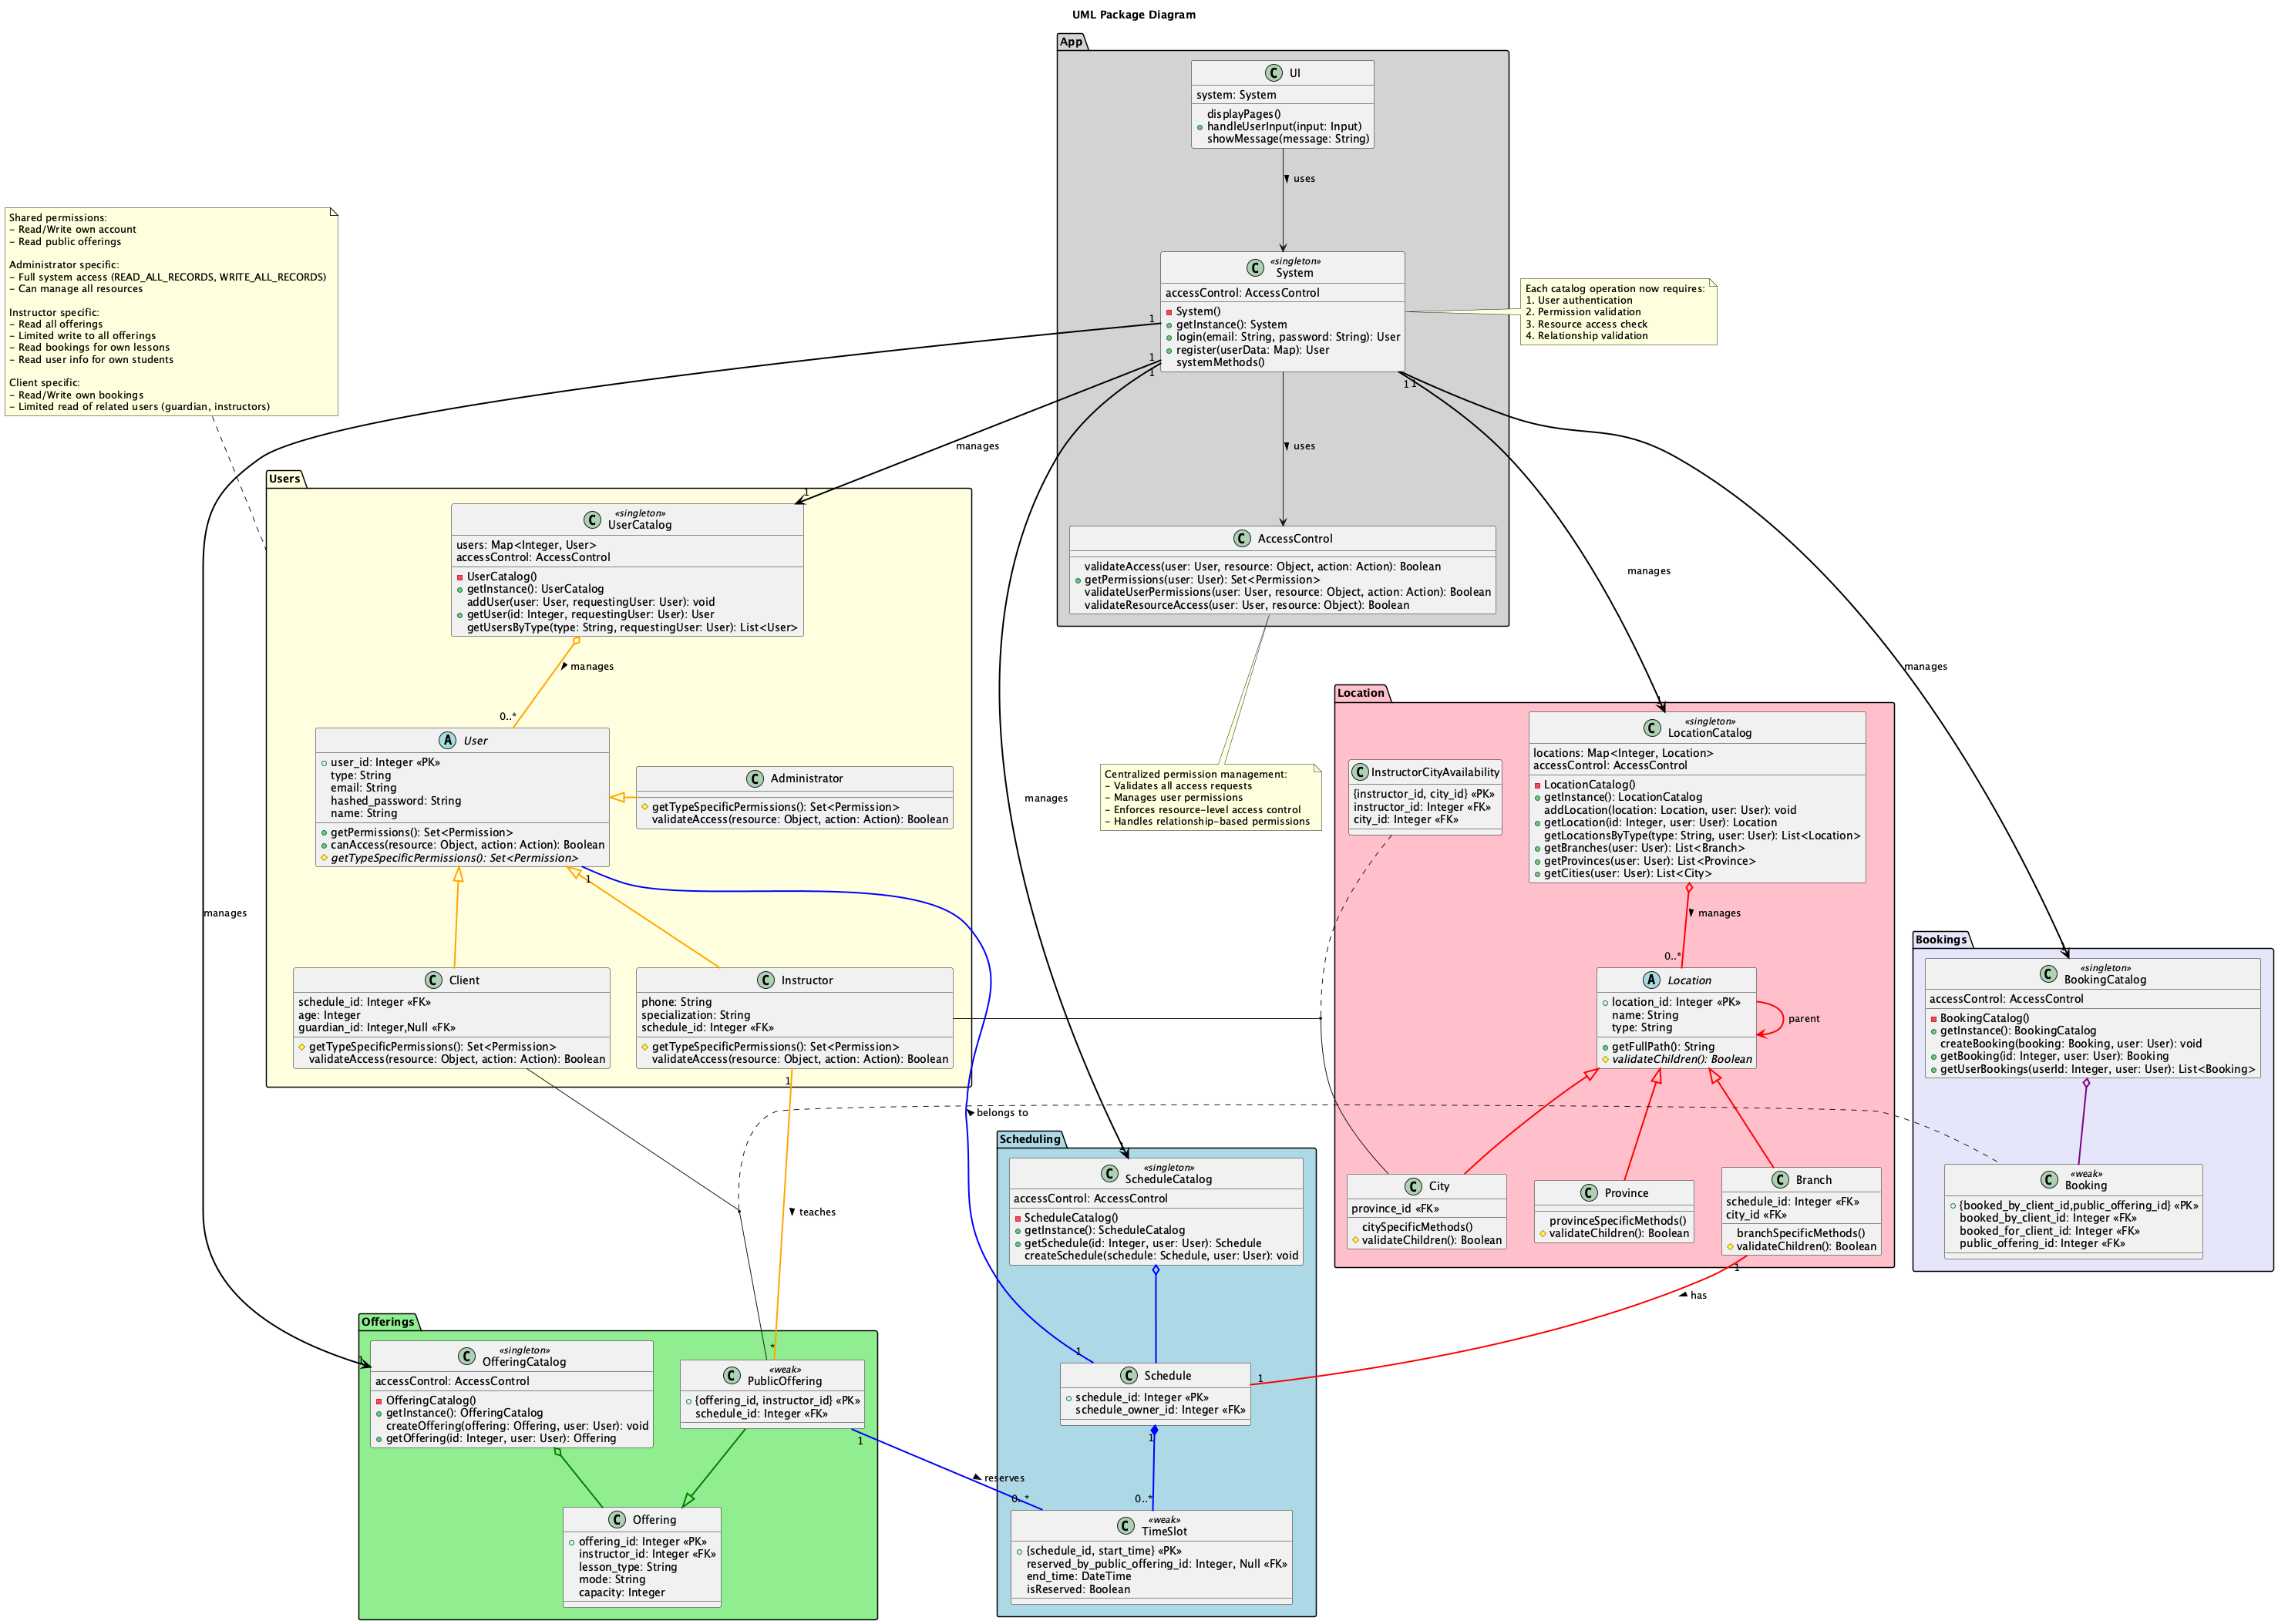 UML Package Diagram
App
UI
system: System
displayPages()
handleUserInput(input: Input)
showMessage(message: String)
uses
«singleton»
System
accessControl: AccessControl
System()
getInstance(): System
login(email: String, password: String): User
register(userData: Map): User
systemMethods()
Each catalog operation now requires:
1. User authentication
2. Permission validation
3. Resource access check
4. Relationship validation
1
1
1
1
1
uses
AccessControl
validateAccess(user: User, resource: Object, action: Action): Boolean
getPermissions(user: User): Set<Permission>
validateUserPermissions(user: User, resource: Object, action: Action): Boolean
validateResourceAccess(user: User, resource: Object): Boolean
Centralized permission management:
- Validates all access requests
- Manages user permissions
- Enforces resource-level access control
- Handles relationship-based permissions
Shared permissions:
- Read/Write own account
- Read public offerings
Administrator specific:
- Full system access (READ_ALL_RECORDS, WRITE_ALL_RECORDS)
- Can manage all resources
Instructor specific:
- Read all offerings
- Limited write to all offerings
- Read bookings for own lessons
- Read user info for own students
Client specific:
- Read/Write own bookings
- Limited read of related users (guardian, instructors)
manages
manages
manages
manages
manages
Users
1
«singleton»
UserCatalog
users: Map<Integer, User>
accessControl: AccessControl
UserCatalog()
getInstance(): UserCatalog
addUser(user: User, requestingUser: User): void
getUser(id: Integer, requestingUser: User): User
getUsersByType(type: String, requestingUser: User): List<User>
manages
0..*
User
user_id: Integer «PK»
type: String
email: String
hashed_password: String
name: String
getPermissions(): Set<Permission>
canAccess(resource: Object, action: Action): Boolean
getTypeSpecificPermissions(): Set<Permission>
1
Administrator
getTypeSpecificPermissions(): Set<Permission>
validateAccess(resource: Object, action: Action): Boolean
Client
schedule_id: Integer «FK»
age: Integer
guardian_id: Integer,Null «FK»
getTypeSpecificPermissions(): Set<Permission>
validateAccess(resource: Object, action: Action): Boolean
Instructor
phone: String
specialization: String
schedule_id: Integer «FK»
getTypeSpecificPermissions(): Set<Permission>
validateAccess(resource: Object, action: Action): Boolean
1
teaches
*
belongs to
Location
InstructorCityAvailability
{instructor_id, city_id} «PK»
instructor_id: Integer «FK»
city_id: Integer «FK»
1
«singleton»
LocationCatalog
locations: Map<Integer, Location>
accessControl: AccessControl
LocationCatalog()
getInstance(): LocationCatalog
addLocation(location: Location, user: User): void
getLocation(id: Integer, user: User): Location
getLocationsByType(type: String, user: User): List<Location>
getBranches(user: User): List<Branch>
getProvinces(user: User): List<Province>
getCities(user: User): List<City>
manages
0..*
Location
location_id: Integer «PK»
name: String
type: String
getFullPath(): String
validateChildren(): Boolean
parent
City
province_id «FK»
citySpecificMethods()
validateChildren(): Boolean
Province
provinceSpecificMethods()
validateChildren(): Boolean
Branch
schedule_id: Integer «FK»
city_id «FK»
branchSpecificMethods()
validateChildren(): Boolean
1
has
1
Bookings
1
«singleton»
BookingCatalog
accessControl: AccessControl
BookingCatalog()
getInstance(): BookingCatalog
createBooking(booking: Booking, user: User): void
getBooking(id: Integer, user: User): Booking
getUserBookings(userId: Integer, user: User): List<Booking>
«weak»
Booking
{booked_by_client_id,public_offering_id} «PK»
booked_by_client_id: Integer «FK»
booked_for_client_id: Integer «FK»
public_offering_id: Integer «FK»
Scheduling
1
«singleton»
ScheduleCatalog
accessControl: AccessControl
ScheduleCatalog()
getInstance(): ScheduleCatalog
getSchedule(id: Integer, user: User): Schedule
createSchedule(schedule: Schedule, user: User): void
1
Schedule
schedule_id: Integer «PK»
schedule_owner_id: Integer «FK»
1
0..*
«weak»
TimeSlot
{schedule_id, start_time} «PK»
reserved_by_public_offering_id: Integer, Null «FK»
end_time: DateTime
isReserved: Boolean
Offerings
1
«singleton»
OfferingCatalog
accessControl: AccessControl
OfferingCatalog()
getInstance(): OfferingCatalog
createOffering(offering: Offering, user: User): void
getOffering(id: Integer, user: User): Offering
«weak»
PublicOffering
{offering_id, instructor_id} «PK»
schedule_id: Integer «FK»
1
reserves
0..*
Offering
offering_id: Integer «PK»
instructor_id: Integer «FK»
lesson_type: String
mode: String
capacity: Integer